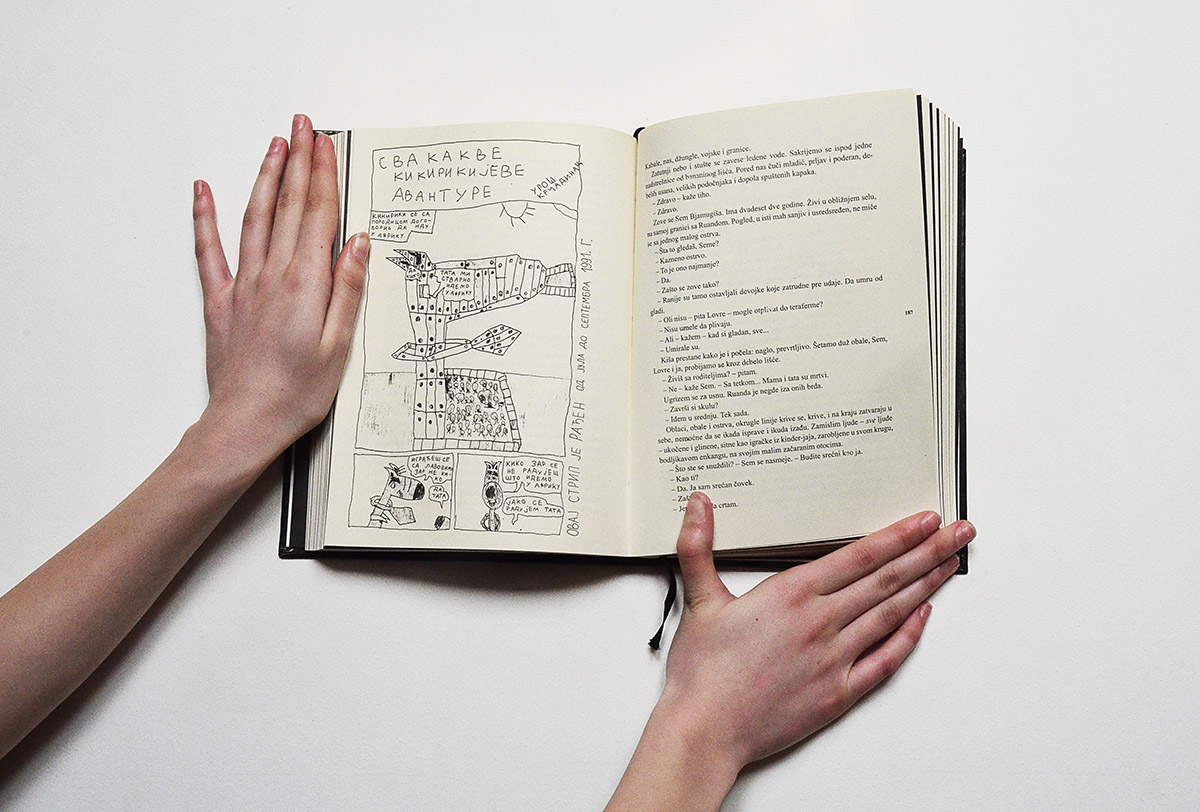 СВАКАКВЕ
КИКИРИКИЈЕВЕ
АВАНТУРЕ
УРОШ
КРЧАДИНАЦ
КИКИРИКИ СЕ СА
ПОРОДИЦОМ ДОГО-
ВОРИО ДА ИДУ
У АФРИКУ
ТАТА МИ
СТВАРНО
ИДЕМО
У АФРИКУ
ДА
КИКО
ОВАЈ СТРИП ЈЕ РАЂЕН ОД ЈУЛА ДО СЕПТЕМБРА 1991. Г.
ИГРАЋЕШ СЕ
СА ЛАВОВИМА
ЗАР НЕ КИ-
КО
ДА
ТАТА
КИКО ЗАР СЕ
НЕ РАДУЈЕШ
ШТО ИДЕМО
У АФРИКУ
ЈАКО СЕ
РАДУЈЕМ ТАТА
Kabale, nas, džungle, vojske i granice.
Zatutnji nebo i stušte se zavese ledene vode. Sakrijemo se ispod jedne
nadstrešnice od bananinog lišća. Pored nas čuči mladić, prljav i poderan, de-
belih usana, velikih podočnjaka i dopola spuštenih kapaka.
– Zdravo – kaže tiho.
– Zdravo.
Zove se Sem Bjamugiša. Ima dvadeset dve godine. Živi u obližnjem selu,
na samoj granici sa Ruandom. Pogled, u isti mah sanjiv i usredsređen, ne miče
se sa jednog malog ostrva.
– Šta to gledaš, Seme?
– Kameno ostrvo.
– To je ono najmanje?
– Da.
– Zašto se zove tako?
– Ranije su tamo ostavljali devojke koje zatrudne pre udaje. Da umru od
gladi.
– Oli nisu – pita Lovre – mogle otplivat do teraferme?
– Nisu umele da plivaju.
– Ali – kažem – kad si gladan, sve...
– Umirale su.
Kiša prestane kako je i počela: naglo, prevrtljivo. Šetamo duž obale, Sem,
Lovre i ja, probijamo se kroz debelo lišće.
– Živiš sa roditeljima? – pitam.
– Ne – kaže Sem. – Sa tetkom... Mama i tata su mrtvi.
Ugrizem se za usnu. Ruanda je negde iza onih brda.
– Završi si skulu?
– Idem u srednju. Tek sada.
Oblaci, obale i ostrva, okrugle linije krive se, krive, i na kraju zatvaraju u
sebe, nemoćne da se ikada isprave i ikuda izađu. Zamislim ljude – sve ljude
– ukočene i glinene, sitne kao igračke iz kinder-jaja, zarobljene u svom krugu,
bodljikavom enkangu, na svojim malim začaranim otocima.
– Što ste se snuždili? – Sem se nasmeje. – Budite srećni kao ja.
– Kao ti?
– Da. Ja sam srećan čovek.
crtam.
187